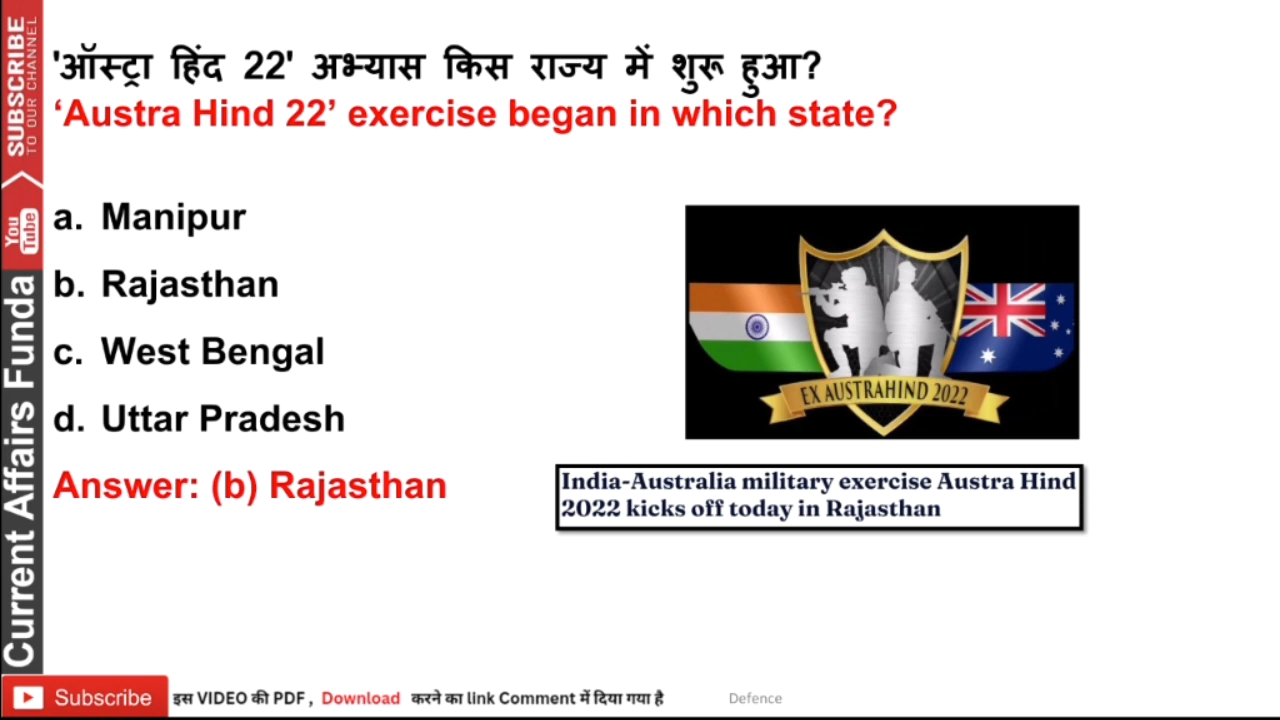 'ऑस्ट्रा हिंद 22' अभ्यास किस राज्य में शुरू हुआ?
‘Austra Hind 22’ exercise began in which state?
a. Manipur
b. Rajasthan
c. West Bengal
d. Uttar Pradesh
Answer: (b) Rajasthan
EX AUSTRAHIND 2022
India-Australia military exercise Austra Hind
2022 kicks off today in Rajasthan
SUBSCRIBE
TO OUR CHANNEL
You
Tube
Current Affairs Funda
Subscribe इस VIDEO की PDF , Download करने का link Comment में दिया गया है
Defence